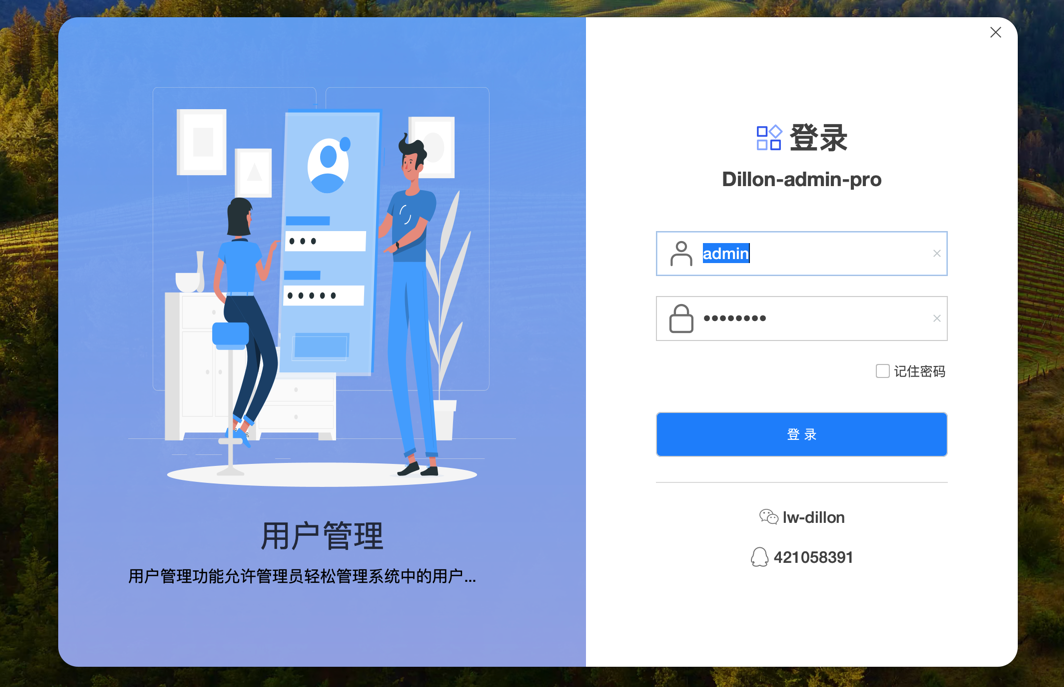 用户管理
用户管理功能允许管理员轻松管理系统中的用户...
登录
Dillon-admin-pro
admin
••••••••
记住密码
登 录
lw-dillon
421058391